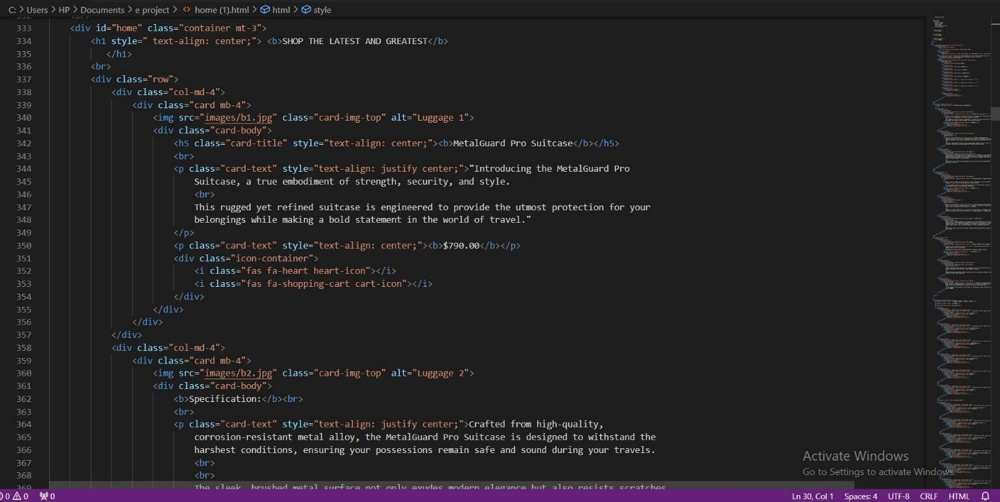 C: > Users > HP > Documents > e project > <> home (1).html > html > style
332 <br>
333 <div id="home" class="container mt-3">
334 <h1 style=" text-align: center;"> <b>SHOP THE LATEST AND GREATEST</b>
335 </h1>
336 <br>
337 <div class="row">
338 <div class="col-md-4">
339 <div class="card mb-4">
340 <img src="images/b1.jpg" class="card-img-top" alt="Luggage 1">
341 <div class="card-body">
342 <h5 class="card-title" style="text-align: center;"><b>MetalGuard Pro Suitcase</b></h5>
343 <br>
344 <p class="card-text" style="text-align: justify center;">"Introducing the MetalGuard Pro
345 Suitcase, a true embodiment of strength, security, and style.
346 <br>
347 This rugged yet refined suitcase is engineered to provide the utmost protection for your
348 belongings while making a bold statement in the world of travel."
349 </p>
350 <p class="card-text" style="text-align: center;"><b>$790.00</b></p>
351 <div class="icon-container">
352 <i class="fas fa-heart heart-icon"></i>
353 <i class="fas fa-shopping-cart cart-icon"></i>
354 </div>
355 </div>
356 </div>
357 </div>
358 <div class="col-md-4">
359 <div class="card mb-4">
360 <img src="images/b2.jpg" class="card-img-top" alt="Luggage 2">
361 <div class="card-body">
362 <b>Specification:</b><br>
363 <br>
364 <p class="card-text" style="text-align: justify center;">Crafted from high-quality,
365 corrosion-resistant metal alloy, the MetalGuard Pro Suitcase is designed to withstand the
366 harshest conditions, ensuring your possessions remain safe and sound during your travels.
367 <br>
368 <br>
369 The sleek, brushed metal surface not only exudes modern elegance but also resists scratches
Activate Windows
Go to Settings to activate Windows.
0 0 0 Ln 30, Col 1 Spaces: 4 UTF-8 CRLF HTML